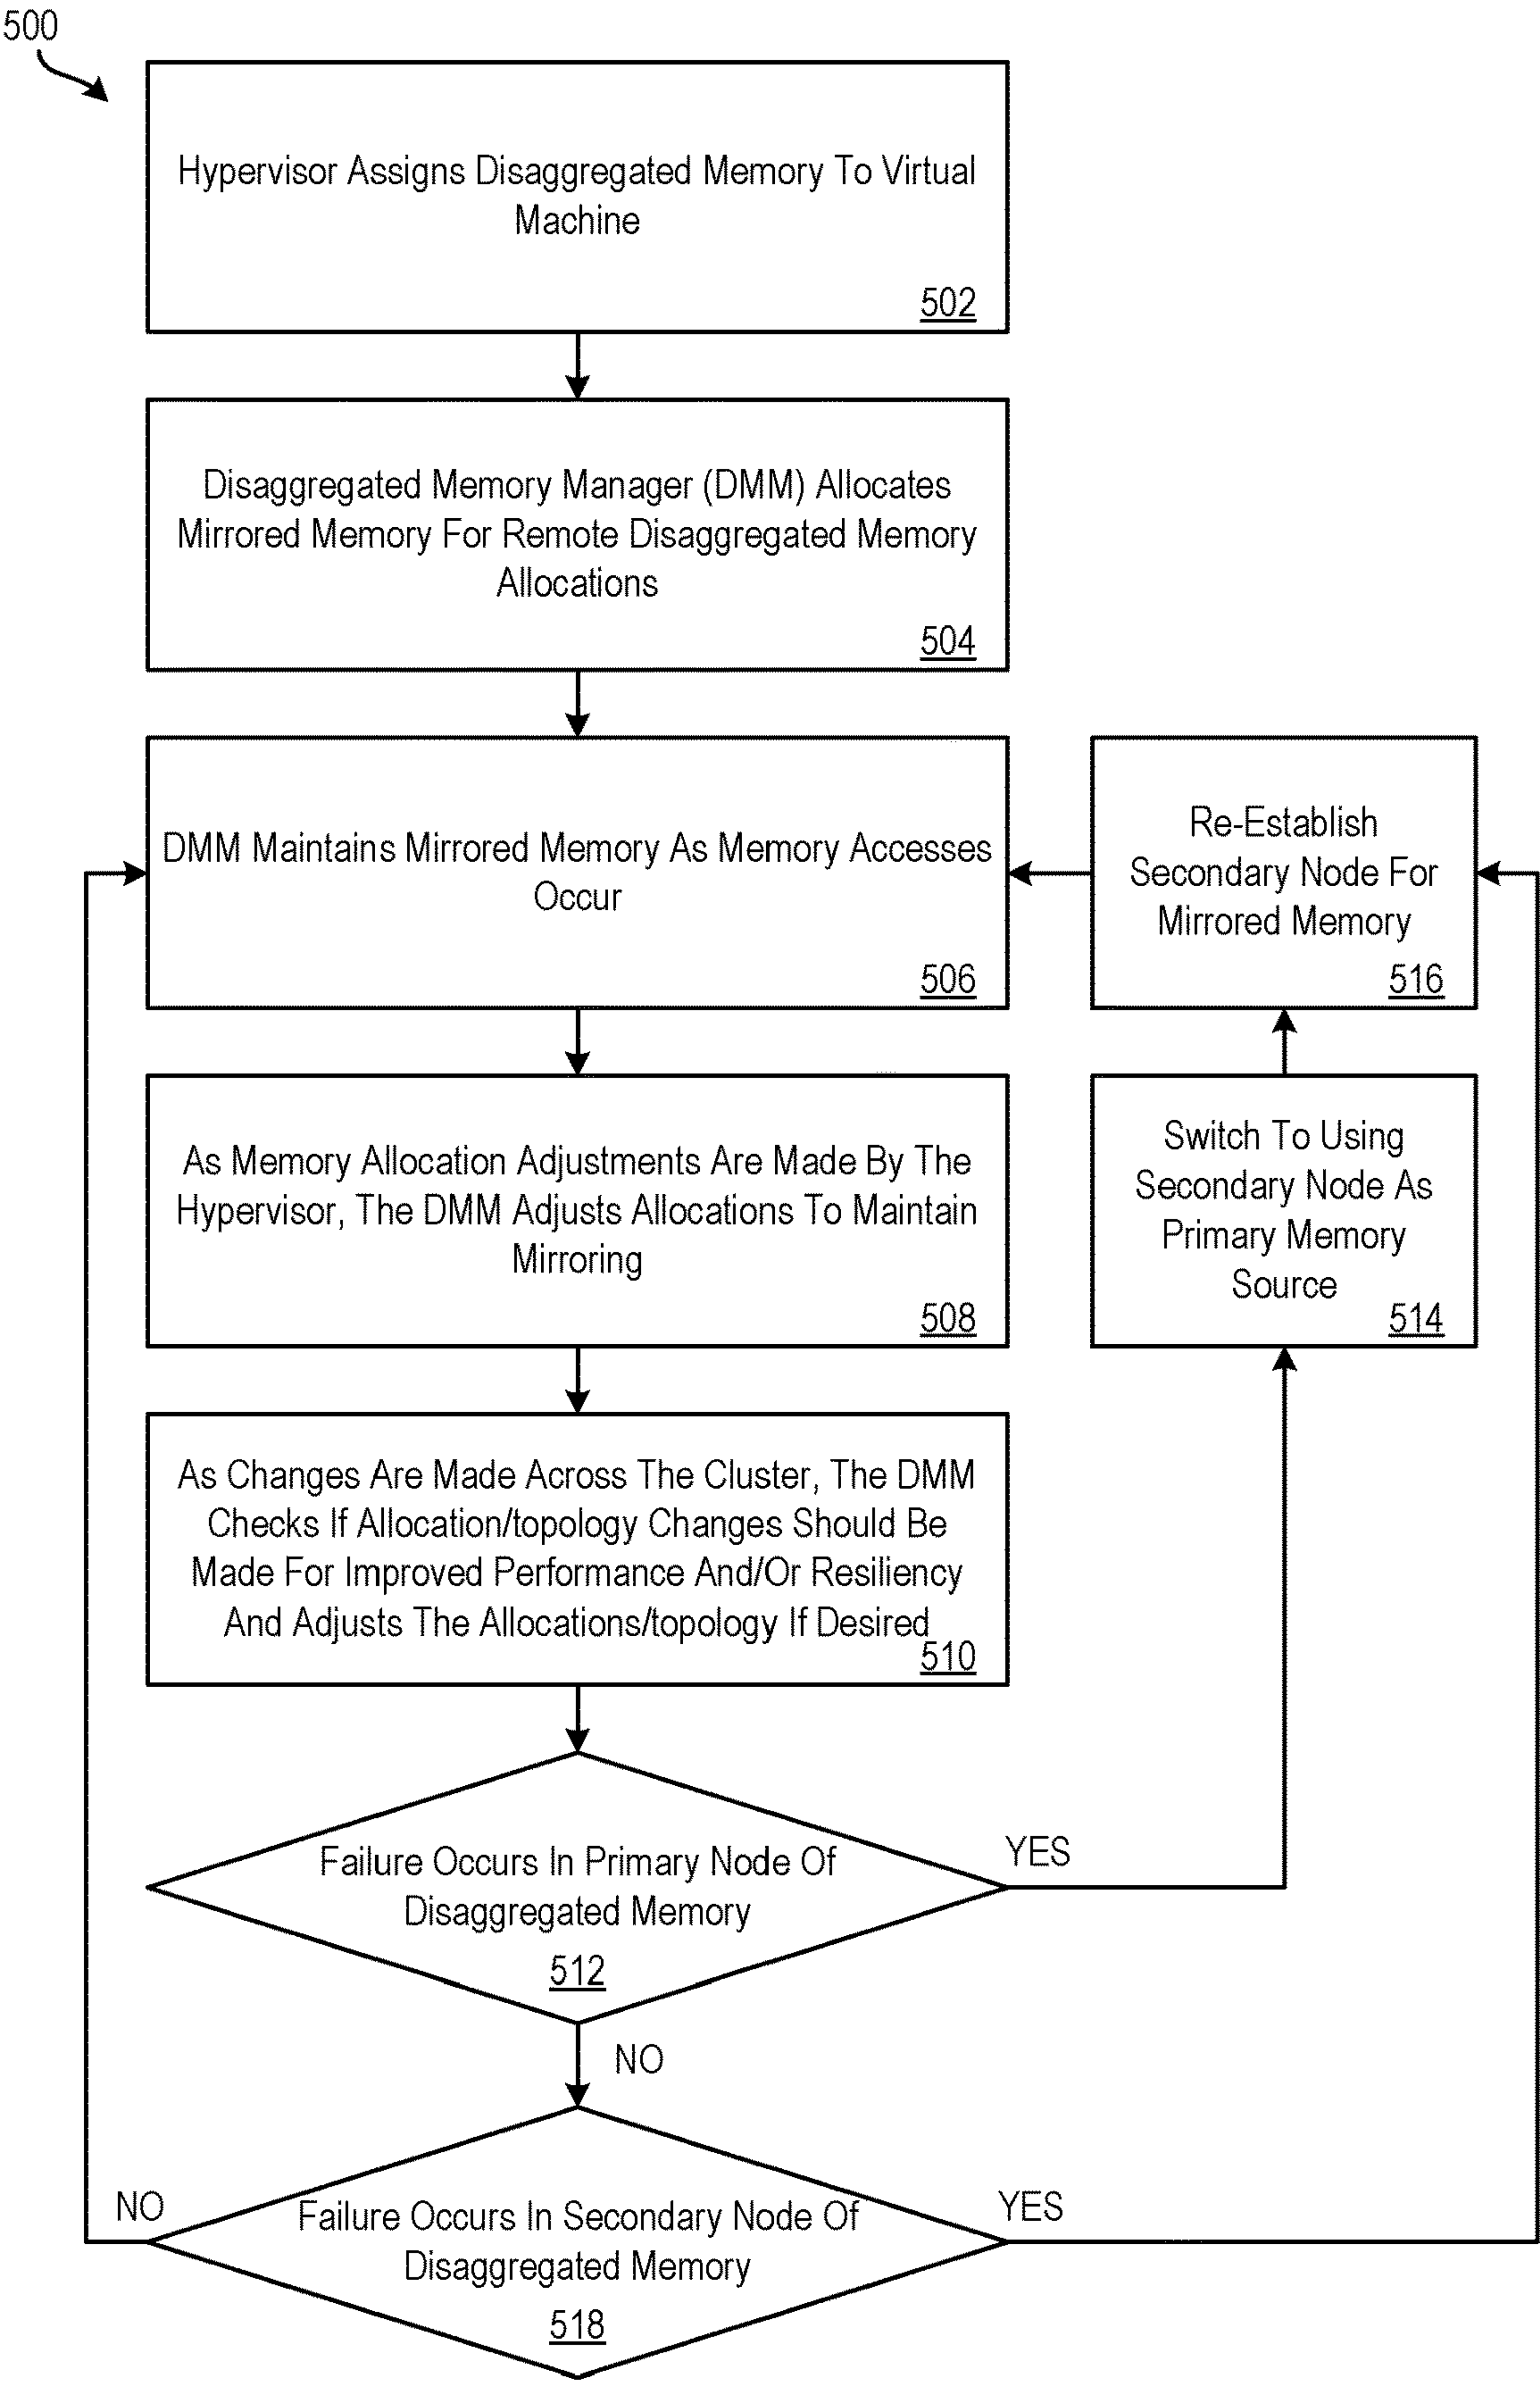 500
Hypervisor Assigns Disaggregated Memory To Virtual
Machine
502
Disaggregated Memory Manager (DMM) Allocates
Mirrored Memory For Remote Disaggregated Memory
Allocations
504
DMM Maintains Mirrored Memory As Memory Accesses
Occur
506
Re-Establish
Secondary Node For
Mirrored Memory
516
As Memory Allocation Adjustments Are Made By The
Hypervisor, The DMM Adjusts Allocations To Maintain
Mirroring
508
Switch To Using
Secondary Node As
Primary Memory
Source
514
As Changes Are Made Across The Cluster, The DMM
Checks If Allocation/topology Changes Should Be
Made For Improved Performance And/Or Resiliency
And Adjusts The Allocations/topology If Desired
510
Failure Occurs In Primary Node Of
Disaggregated Memory
512
YES
NO
Failure Occurs In Secondary Node Of
Disaggregated Memory
518
NO
YES